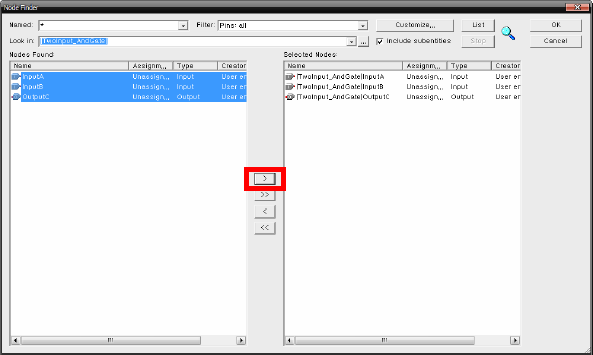 Node Finder
Named: * Filter: Pins: all Customize,,, List OK
Look in: |TwoInput_AndGate| ... Include subentities Stop Cancel
Nodes Found Selected Nodes:
Name Assignm,,, Type Creator Name Assignm,,, Type Creator
InputA Unassign,,, Input User en |TwoInput_AndGate|InputA Unassign,,, Input User en
InputB Unassign,,, Input User en |TwoInput_AndGate|InputB Unassign,,, Input User en
OutputC Unassign,,, Output User en |TwoInput_AndGate|OutputC Unassign,,, Output User en
>
>>
<
<<